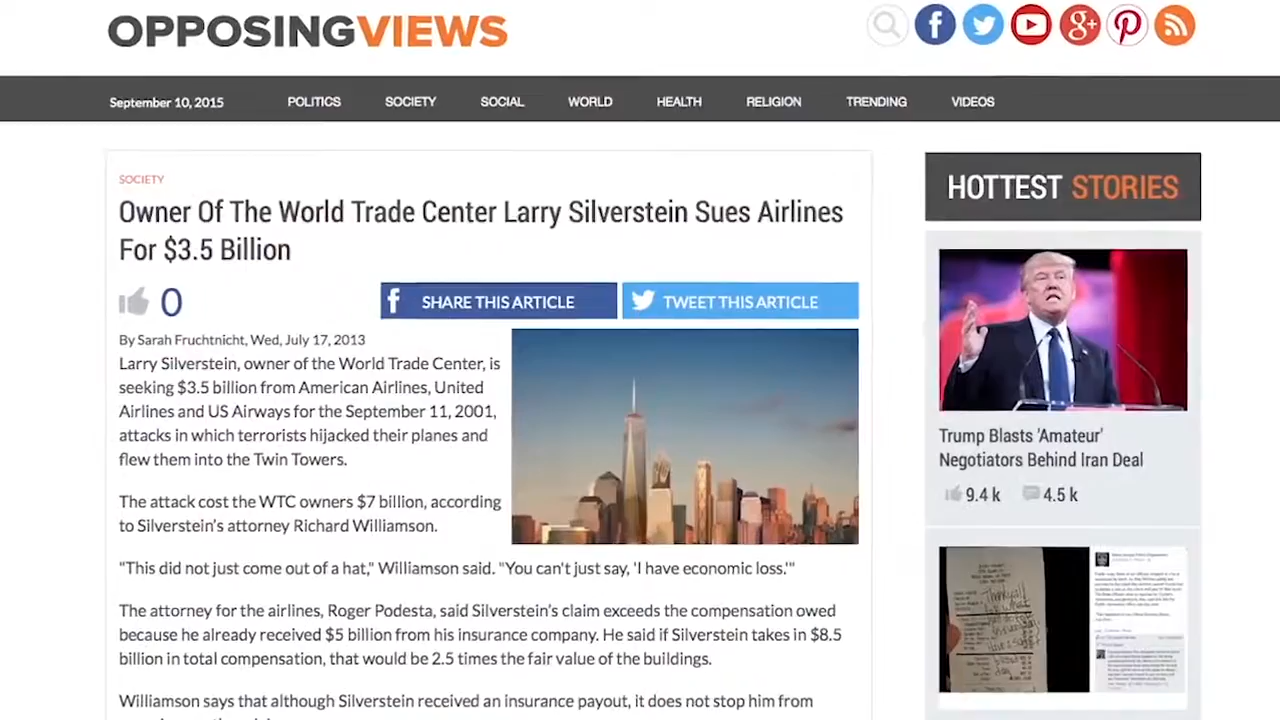 OPPOSINGVIEWS
September 10, 2015 POLITICS SOCIETY SOCIAL WORLD HEALTH RELIGION TRENDING VIDEOS
SOCIETY
Owner Of The World Trade Center Larry Silverstein Sues Airlines
For $3.5 Billion
0 SHARE THIS ARTICLE TWEET THIS ARTICLE
By Sarah Fruchtnicht, Wed, July 17, 2013
Larry Silverstein, owner of the World Trade Center, is
seeking $3.5 billion from American Airlines, United
Airlines and US Airways for the September 11, 2001,
attacks in which terrorists hijacked their planes and
flew them into the Twin Towers.
The attack cost the WTC owners $7 billion, according
to Silverstein's attorney Richard Williamson.
"This did not just come out of a hat," Williamson said. "You can't just say, 'I have economic loss.'"
The attorney for the airlines, Roger Podesta, said Silverstein's claim exceeds the compensation owed
because he already received $5 billion from his insurance company. He said if Silverstein takes in $8.5
billion in total compensation, that would be 2.5 times the fair value of the buildings.
Williamson says that although Silverstein received an insurance payout, it does not stop him from
HOTTEST STORIES
Trump Blasts 'Amateur'
Negotiators Behind Iran Deal
9.4 k 4.5 k